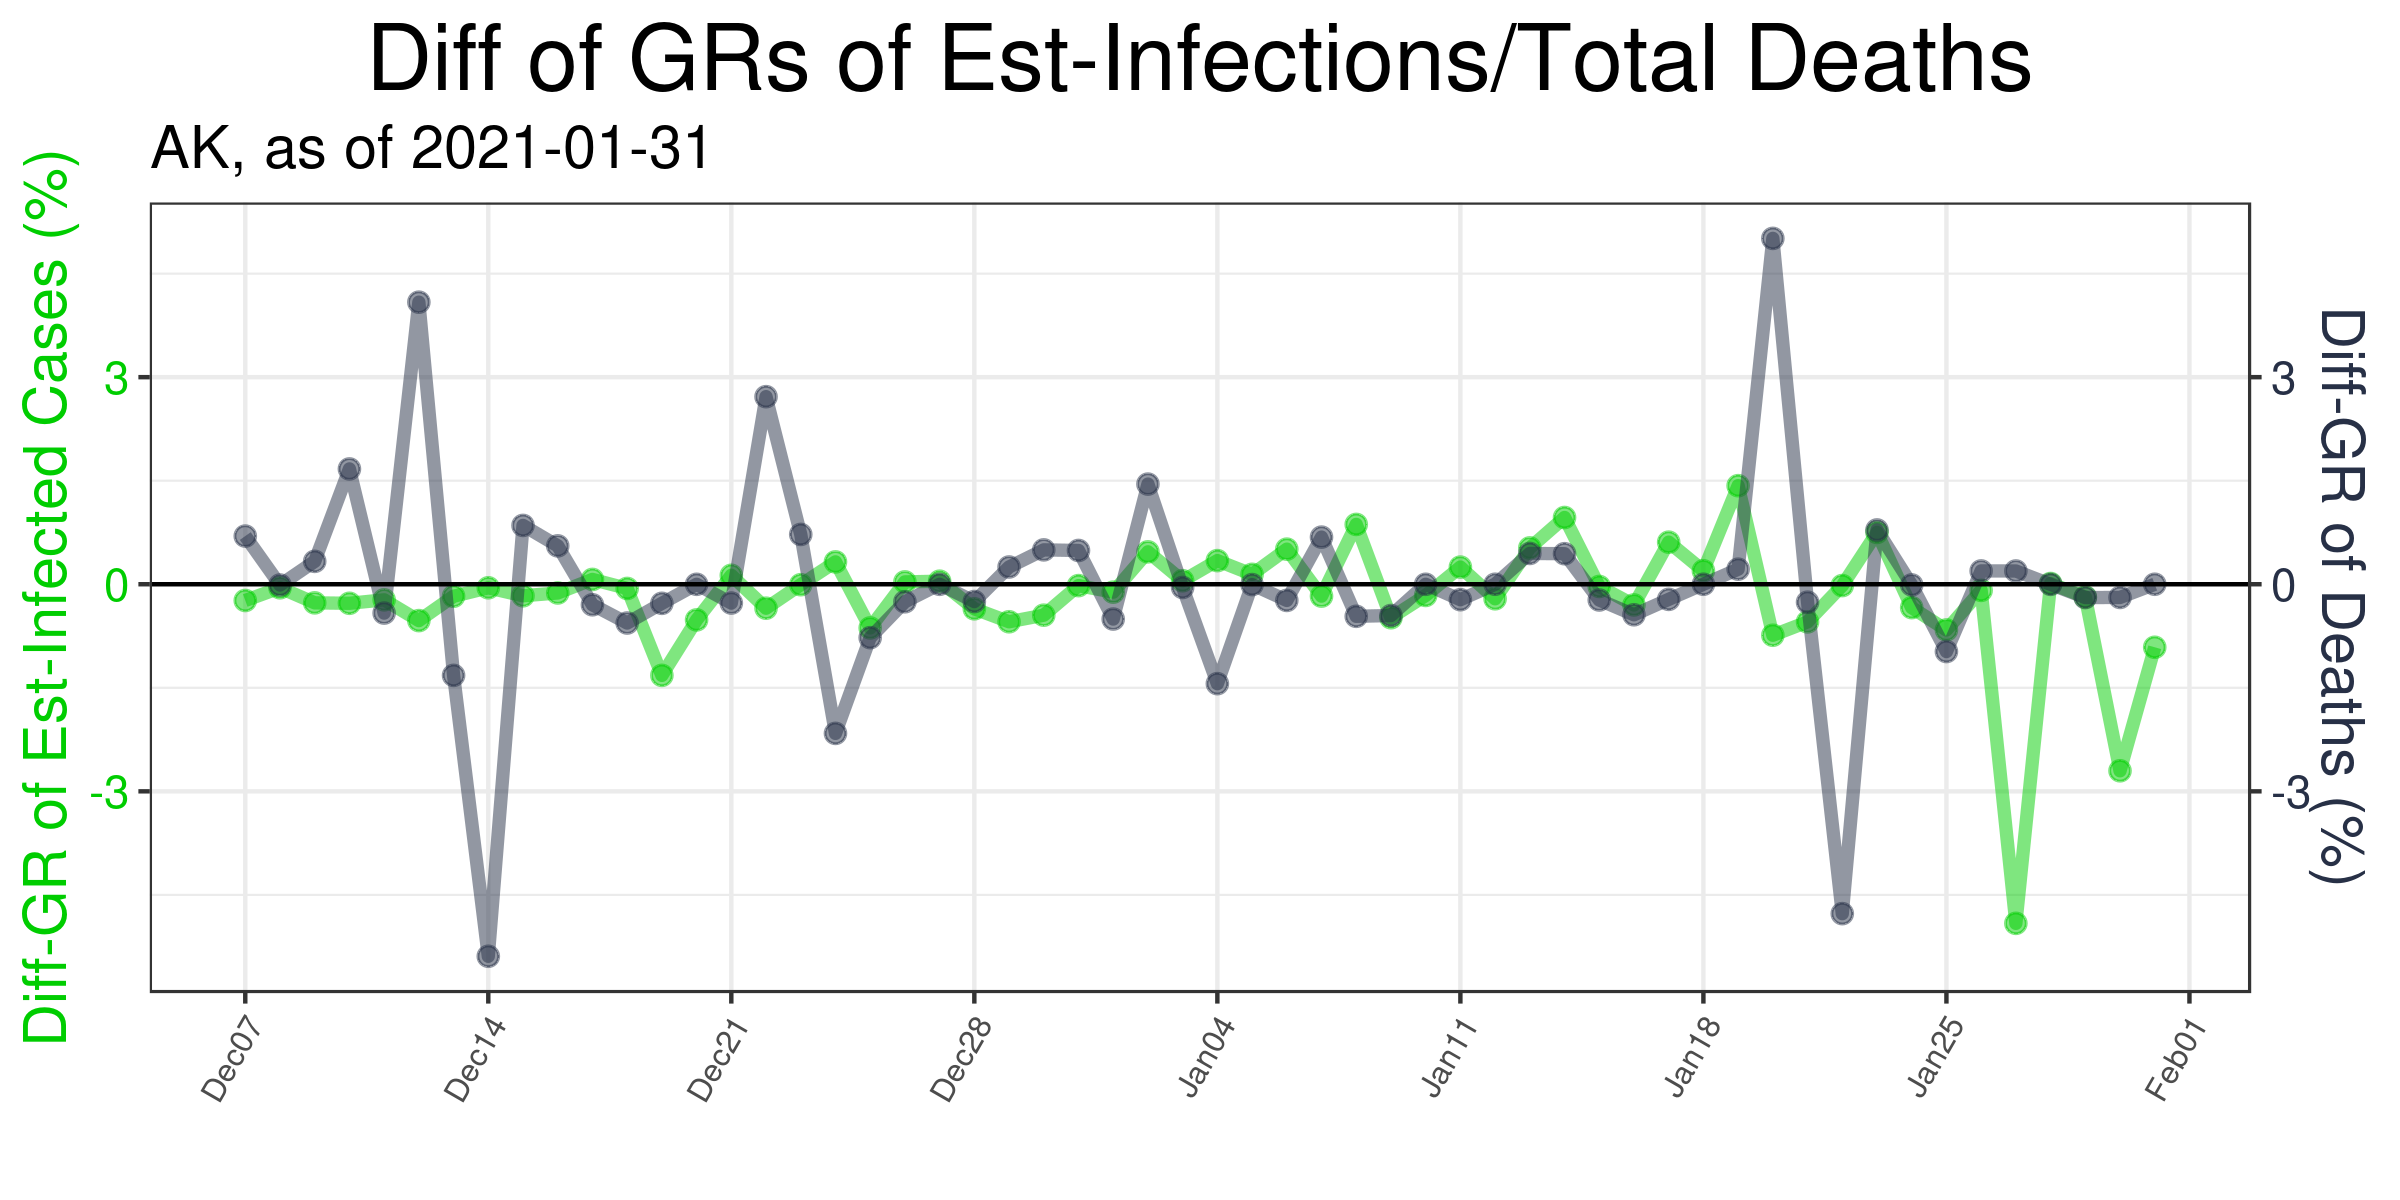 Diff of GRs of Est-Infections/Total Deaths
AK, as of 2021-01-31
Diff-GR of Est-Infected Cases (%)
3
0
-3
3
0
-3
Diff-GR of Deaths (%)
Dec07
Dec14
Dec21
Dec28
Jan04
Jan11
Jan18
Jan25
Feb01